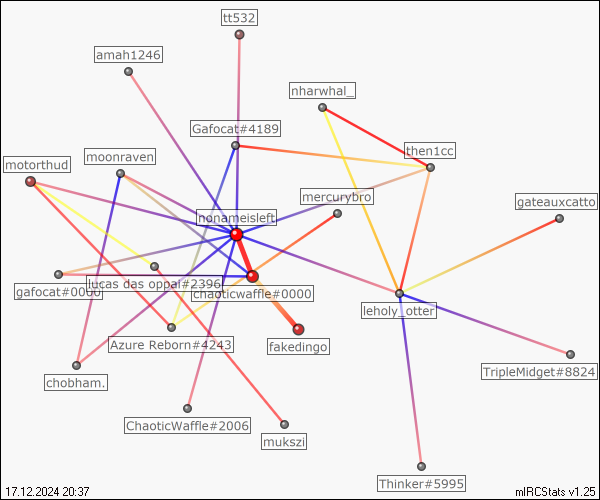 tt532
amah1246
nharwhal_
Gafocat#4189
then1cc
moonraven
motorthud
mercurybro
gateauxcatto
nonameisleft
lucas das oppai#2396
gafocat#0000
chaoticwaffle#0000
leholy_otter
Azure Reborn#4243
fakedingo
TripleMidget#8824
chobham.
ChaoticWaffle#2006
mukszi
Thinker#5995
17.12.2024 20:37
mIRCStats v1.25